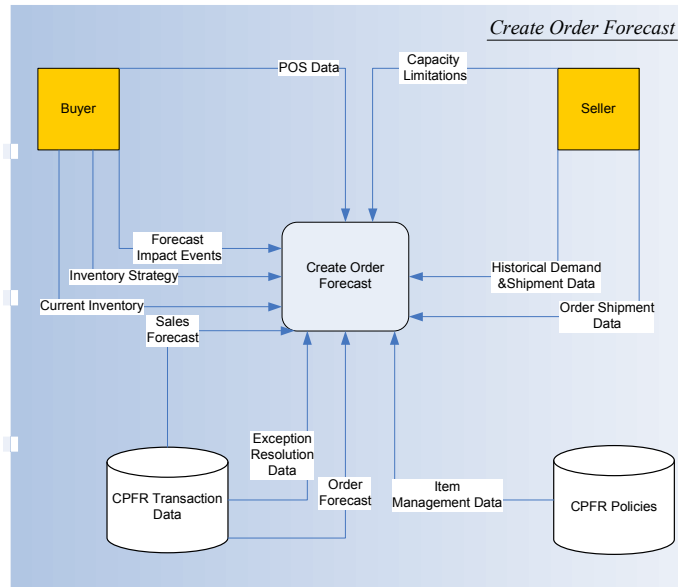 Create Order Forecast
POS Data
Capacity
Limitations
Buyer
Seller
Forecast
Impact Events
Create Order
Forecast
Inventory Strategy
Historical Demand
&Shipment Data
Current Inventory
Order Shipment
Data
Sales
Forecast
Exception
Resolution
Data
Order
Forecast
Item
Management Data
CPFR Transaction
Data
CPFR Policies